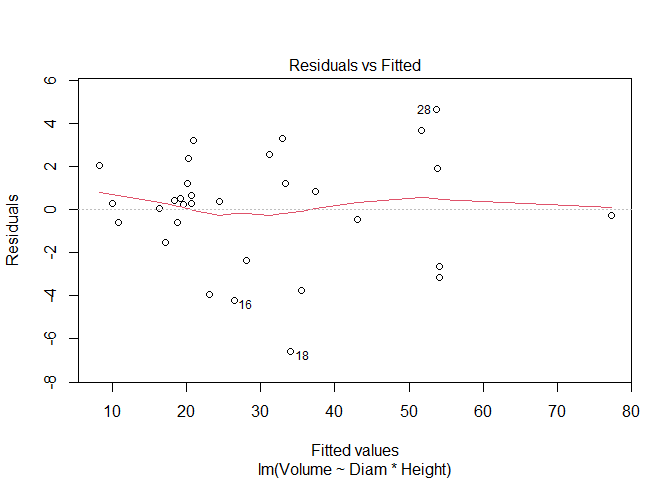 Residuals vs Fitted
Residuals
6
4
2
0
-2
-4
-6
-8
28
16
18
10 20 30 40 50 60 70 80
Fitted values
lm(Volume ~ Diam * Height)